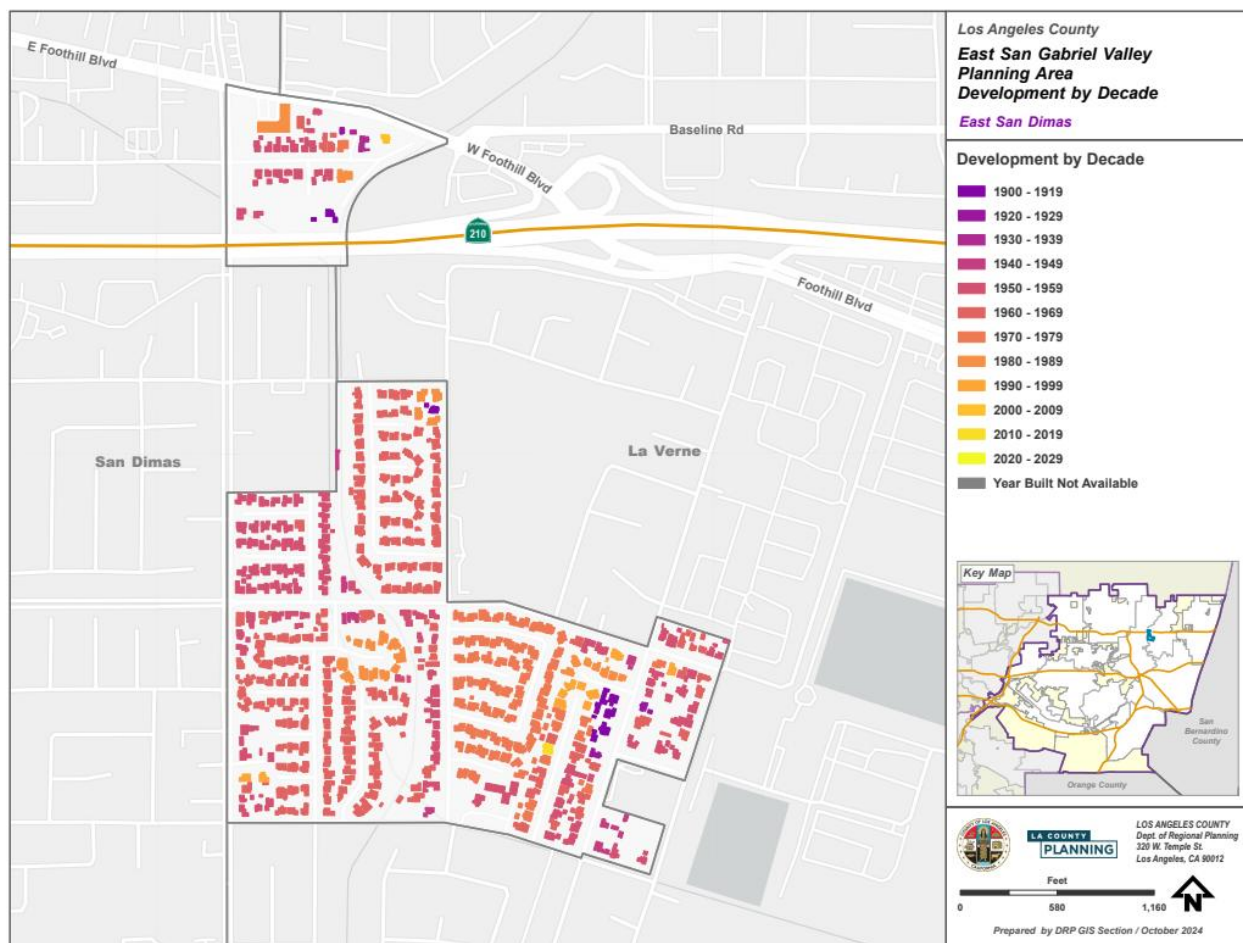 E Foothill Blvd
Baseline Rd
W Foothill Blvd
210
Foothill Blvd
San Dimas
La Verne
Los Angeles County
East San Gabriel Valley
Planning Area
Development by Decade
East San Dimas
Development by Decade
1900 - 1919
1920 - 1929
1930 - 1939
1940 - 1949
1950 - 1959
1960 - 1969
1970 - 1979
1980 - 1989
1990 - 1999
2000 - 2009
2010 - 2019
2020 - 2029
Year Built Not Available
Key Map
San
Bernardino
County
Orange County
LA COUNTY
PLANNING
LOS ANGELES COUNTY
Dept. of Regional Planning
320 W. Temple St.
Los Angeles, CA 90012
Feet
0 580 1,160
N
Prepared by DRP GIS Section / October 2024